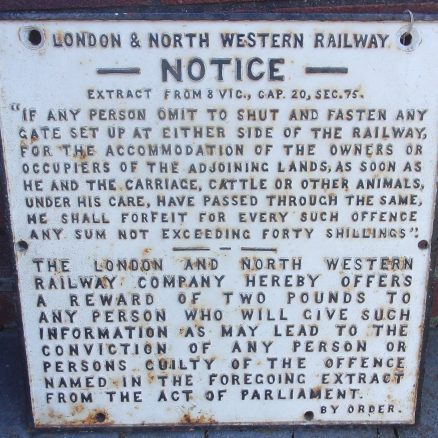 LONDON & NORTH WESTERN RAILWAY
— NOTICE —
EXTRACT FROM 8 VIC., CAP. 20, SEC. 75.
"IF ANY PERSON OMIT TO SHUT AND FASTEN ANY
GATE SET UP AT EITHER SIDE OF THE RAILWAY,
FOR THE ACCOMMODATION OF THE OWNERS OR
OCCUPIERS OF THE ADJOINING LANDS, AS SOON AS
HE AND THE CARRIAGE, CATTLE OR OTHER ANIMALS,
UNDER HIS CARE, HAVE PASSED THROUGH THE SAME,
HE SHALL FORFEIT FOR EVERY SUCH OFFENCE
ANY SUM NOT EXCEEDING FORTY SHILLINGS".
THE LONDON AND NORTH WESTERN
RAILWAY COMPANY HEREBY OFFERS
A REWARD OF TWO POUNDS TO
ANY PERSON WHO WILL GIVE SUCH
INFORMATION AS MAY LEAD TO THE
CONVICTION OF ANY PERSON OR
PERSONS GUILTY OF THE OFFENCE
NAMED IN THE FOREGOING EXTRACT
FROM THE ACT OF PARLIAMENT.
BY ORDER.